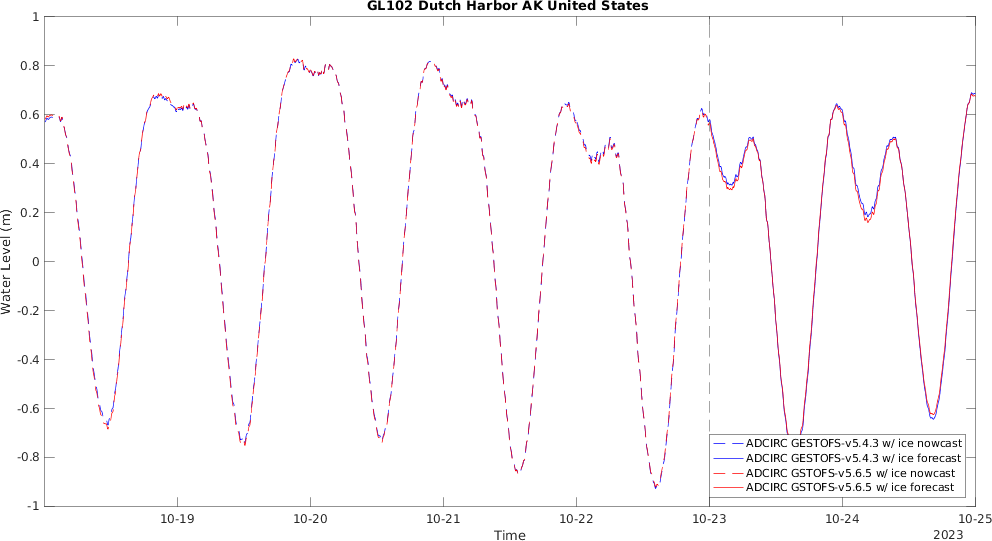 GL102 Dutch Harbor AK United States
1
0.8
0.6
0.4
0.2
0
-0.2
-0.4
-0.6
-0.8
-1
Water Level (m)
ADCIRC GESTOFS-v5.4.3 w/ ice nowcast
ADCIRC GESTOFS-v5.4.3 w/ ice forecast
ADCIRC GSTOFS-v5.6.5 w/ ice nowcast
ADCIRC GSTOFS-v5.6.5 w/ ice forecast
10-19 10-20 10-21 10-22 10-23 10-24 10-25
Time
2023